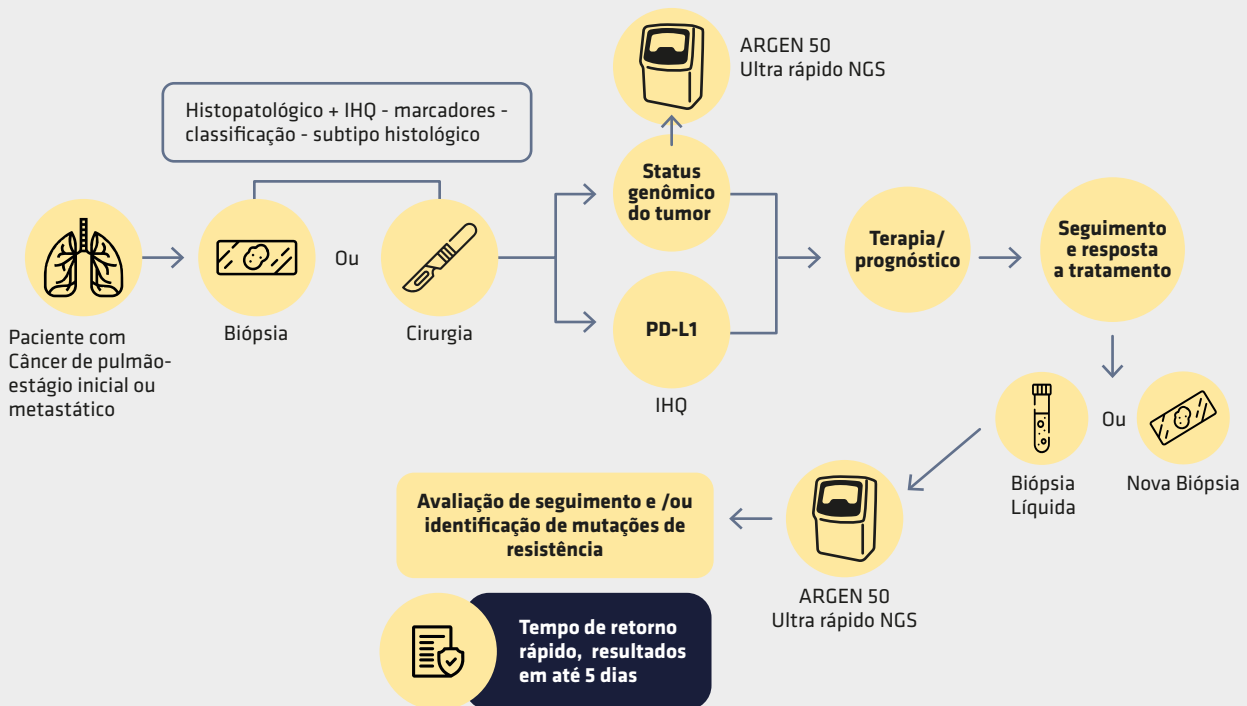 ARGEN 50
Ultra rápido NGS
Histopatológico + IHQ - marcadores -
classificação - subtipo histológico
Status
genômico
do tumor
Terapia/
prognóstico
Seguimento
e resposta
a tratamento
Ou
Biópsia
Cirurgia
PD-L1
IHQ
Paciente com
Câncer de pulmão-
estágio inicial ou
metastático
Ou
Biópsia
Líquida
Nova Biópsia
Avaliação de seguimento e /ou
identificação de mutações de
resistência
ARGEN 50
Ultra rápido NGS
Tempo de retorno
rápido, resultados
em até 5 dias